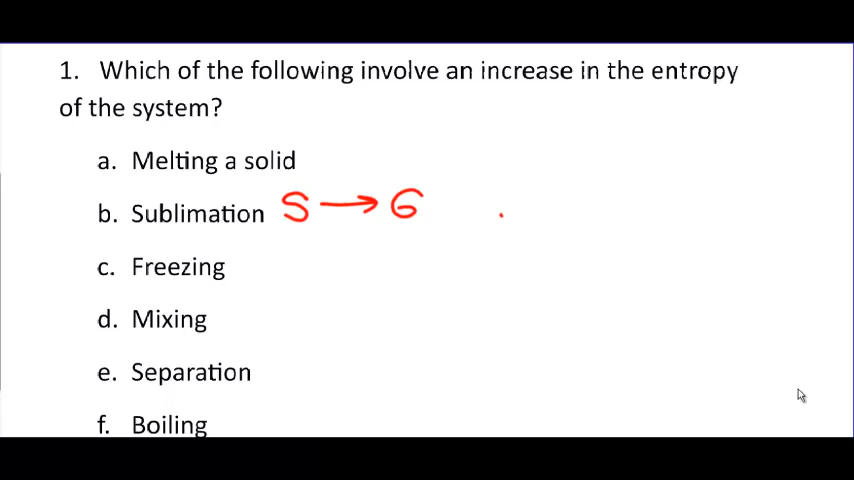 1. Which of the following involve an increase in the entropy
of the system?
a. Melting a solid
b. Sublimation S → G
c. Freezing
d. Mixing
e. Separation
f. Boiling